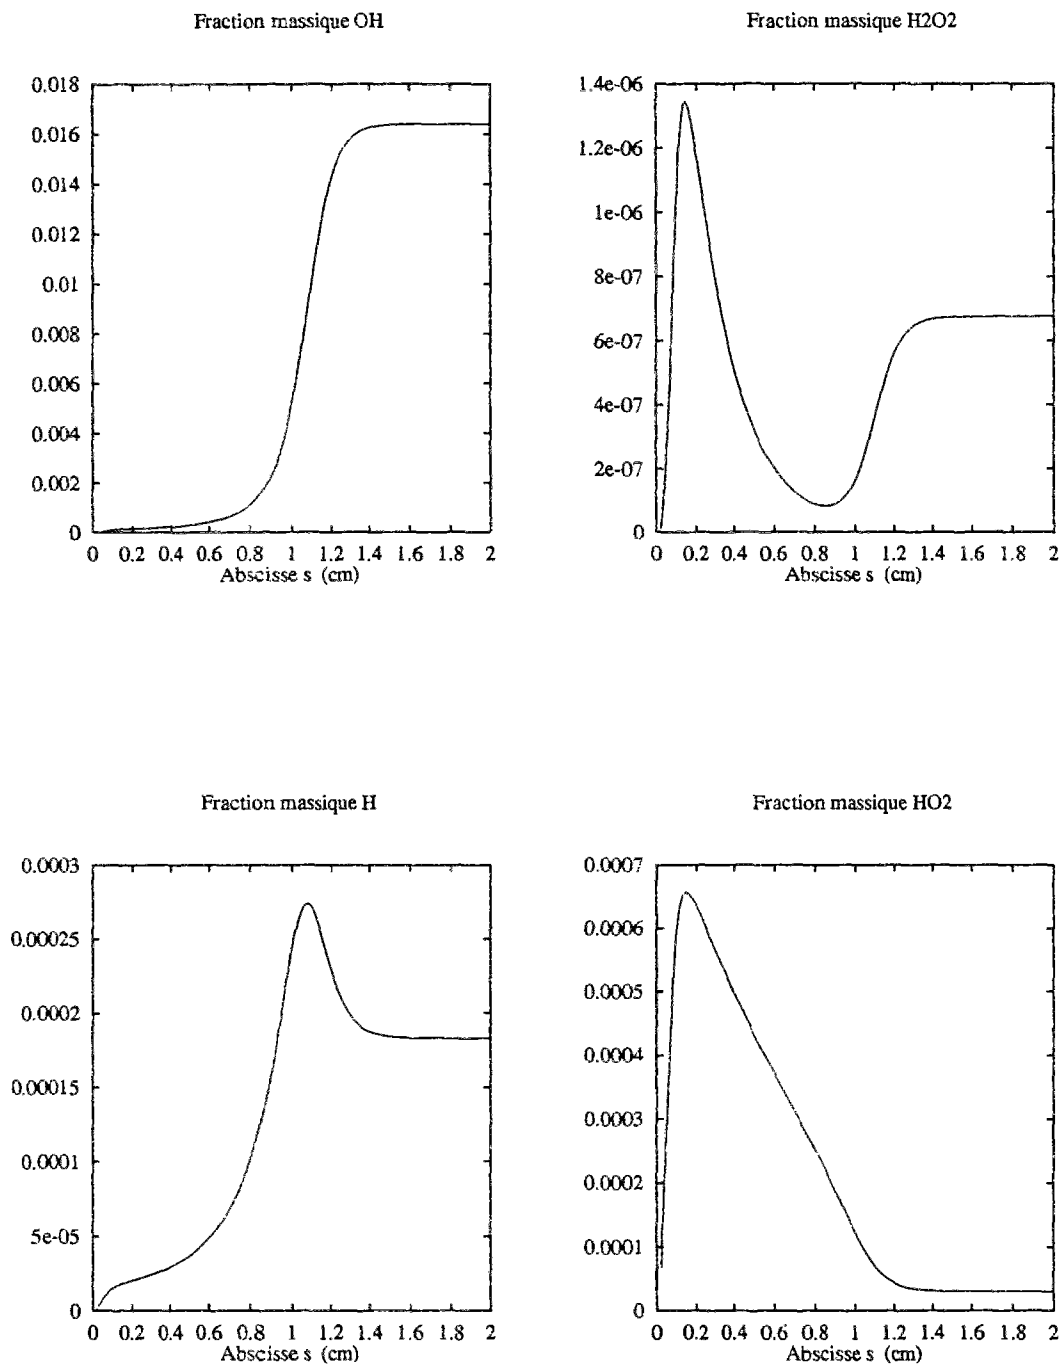 Fraction massique OH
0.018
0.016
0.014
0.012
0.01
0.008
0.006
0.004
0.002
0
0 0.2 0.4 0.6 0.8 1 1.2 1.4 1.6 1.8 2
Abscisse s (cm)
Fraction massique H2O2
1.4e-06
1.2e-06
1e-06
8e-07
6e-07
4e-07
2e-07
0
0 0.2 0.4 0.6 0.8 1 1.2 1.4 1.6 1.8 2
Abscisse s (cm)
Fraction massique H
0.0003
0.00025
0.0002
0.00015
0.0001
5e-05
0
0 0.2 0.4 0.6 0.8 1 1.2 1.4 1.6 1.8 2
Abscisse s (cm)
Fraction massique HO2
0.0007
0.0006
0.0005
0.0004
0.0003
0.0002
0.0001
0
0 0.2 0.4 0.6 0.8 1 1.2 1.4 1.6 1.8 2
Abscisse s (cm)